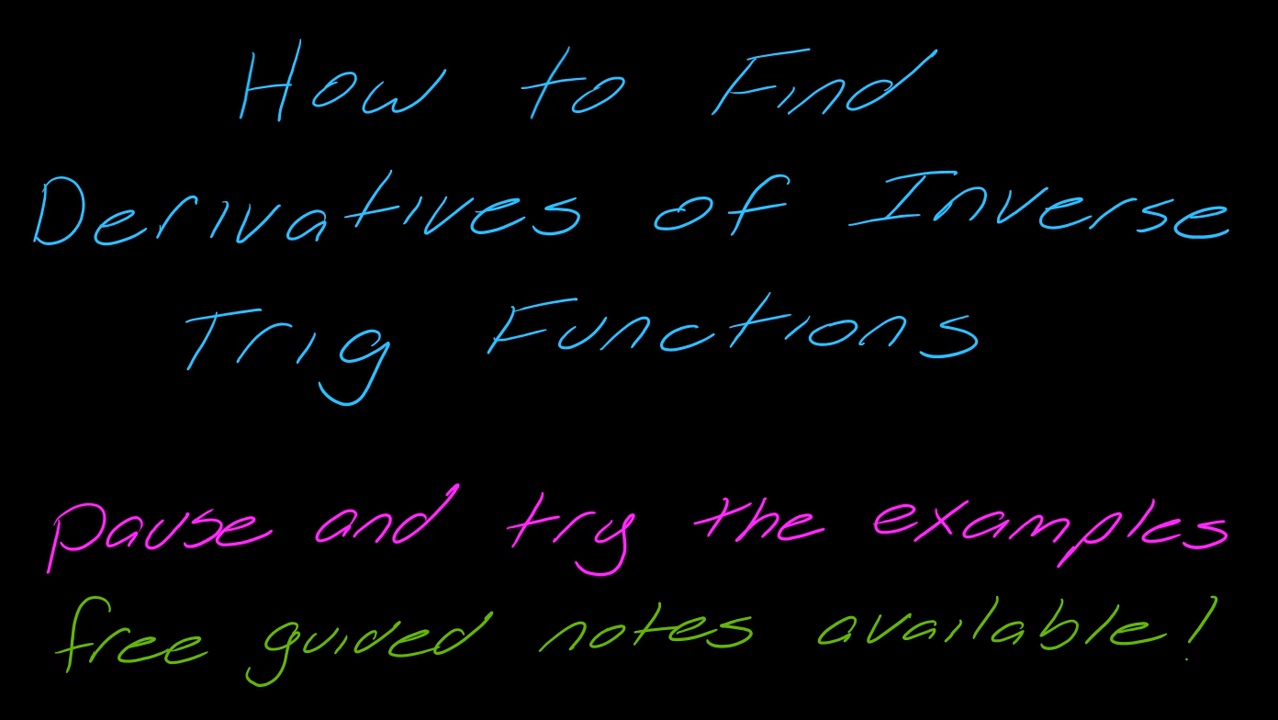 How to Find
Derivatives of Inverse
Trig Functions
pause and try the examples
free guided notes available!